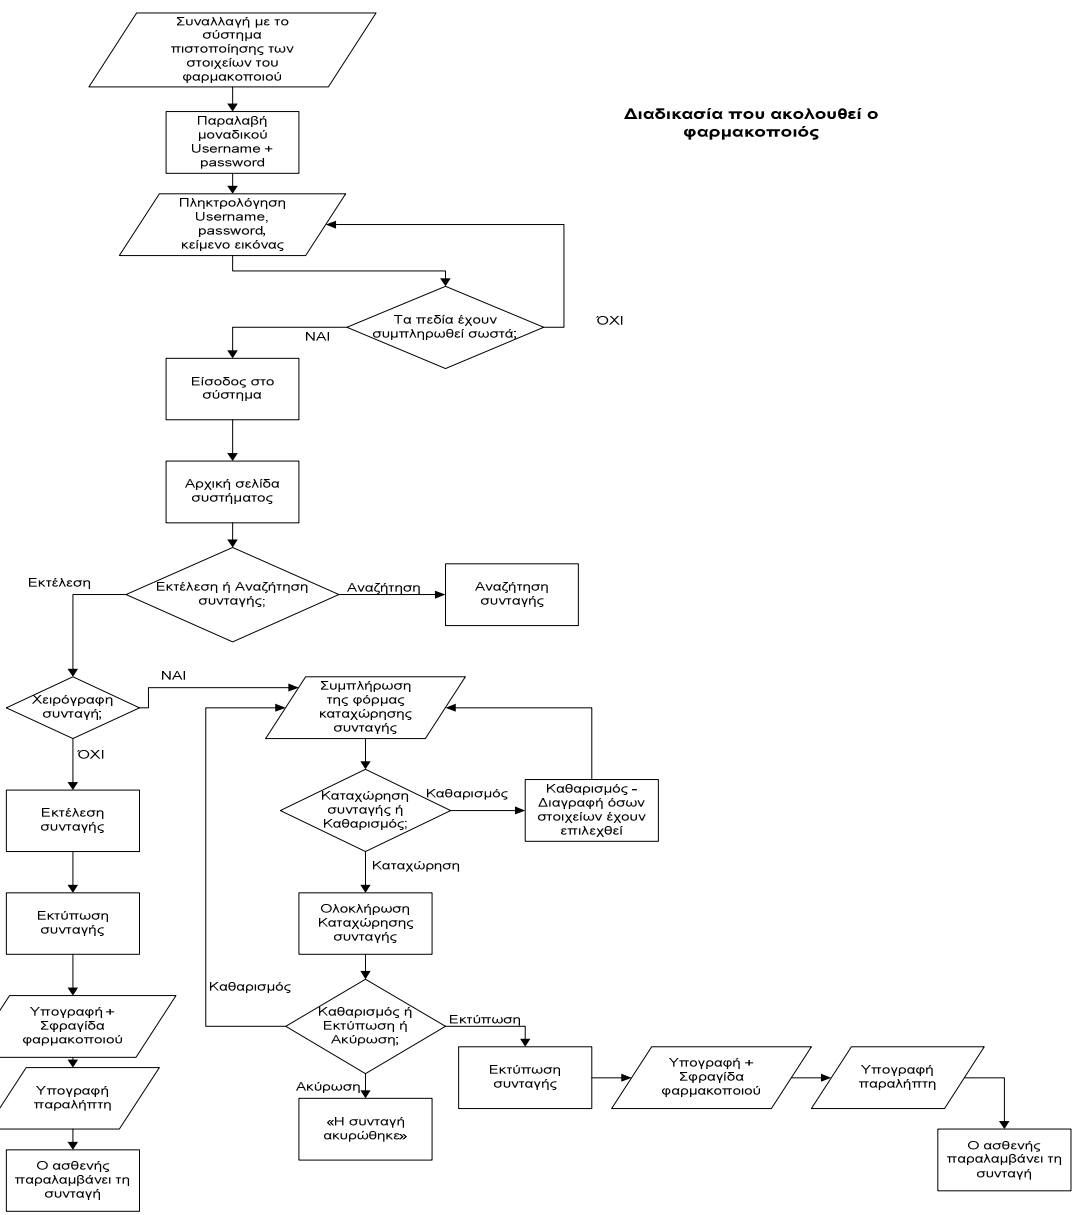 Συναλλαγή με το
σύστημα
πιστοποίησης των
στοιχείων του
φαρμακοποιού
Διαδικασία που ακολουθεί ο
φαρμακοποιός
Παραλαβή
μοναδικού
Username +
password
Πληκτρολόγηση
Username,
password,
κείμενο εικόνας
Τα πεδία έχουν
συμπληρωθεί σωστά;
ΌΧΙ
ΝΑΙ
Είσοδος στο
σύστημα
Αρχική σελίδα
συστήματος
Εκτέλεση ή Αναζήτηση
συνταγής;
Εκτέλεση
Αναζήτηση
Αναζήτηση
συνταγής
Χειρόγραφη
συνταγή;
ΝΑΙ
ΌΧΙ
Συμπλήρωση
της φόρμας
καταχώρησης
συνταγής
Καταχώρηση
συνταγής ή
Καθαρισμός;
Καθαρισμός
Καθαρισμός –
Διαγραφή όσων
στοιχείων έχουν
επιλεχθεί
Καταχώρηση
Εκτέλεση
συνταγής
Εκτύπωση
συνταγής
Ολοκλήρωση
Καταχώρησης
συνταγής
Καθαρισμός
Καθαρισμός ή
Εκτύπωση ή
Ακύρωση;
Εκτύπωση
Ακύρωση
Υπογραφή +
Σφραγίδα
φαρμακοποιού
Υπογραφή
παραλήπτη
Ο ασθενής
παραλαμβάνει τη
συνταγή
«Η συνταγή
ακυρώθηκε»
Εκτύπωση
συνταγής
Υπογραφή +
Σφραγίδα
φαρμακοποιού
Υπογραφή
παραλήπτη
Ο ασθενής
παραλαμβάνει τη
συνταγή